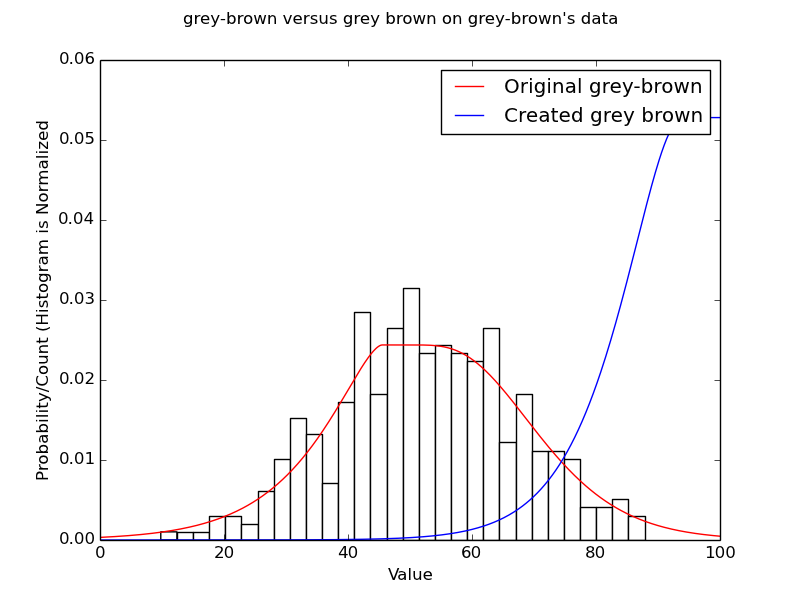 grey-brown versus grey brown on grey-brown's data
Original grey-brown
Created grey brown
Probability/Count (Histogram is Normalized
0.06
0.05
0.04
0.03
0.02
0.01
0.00
0 20 40 60 80 100
Value